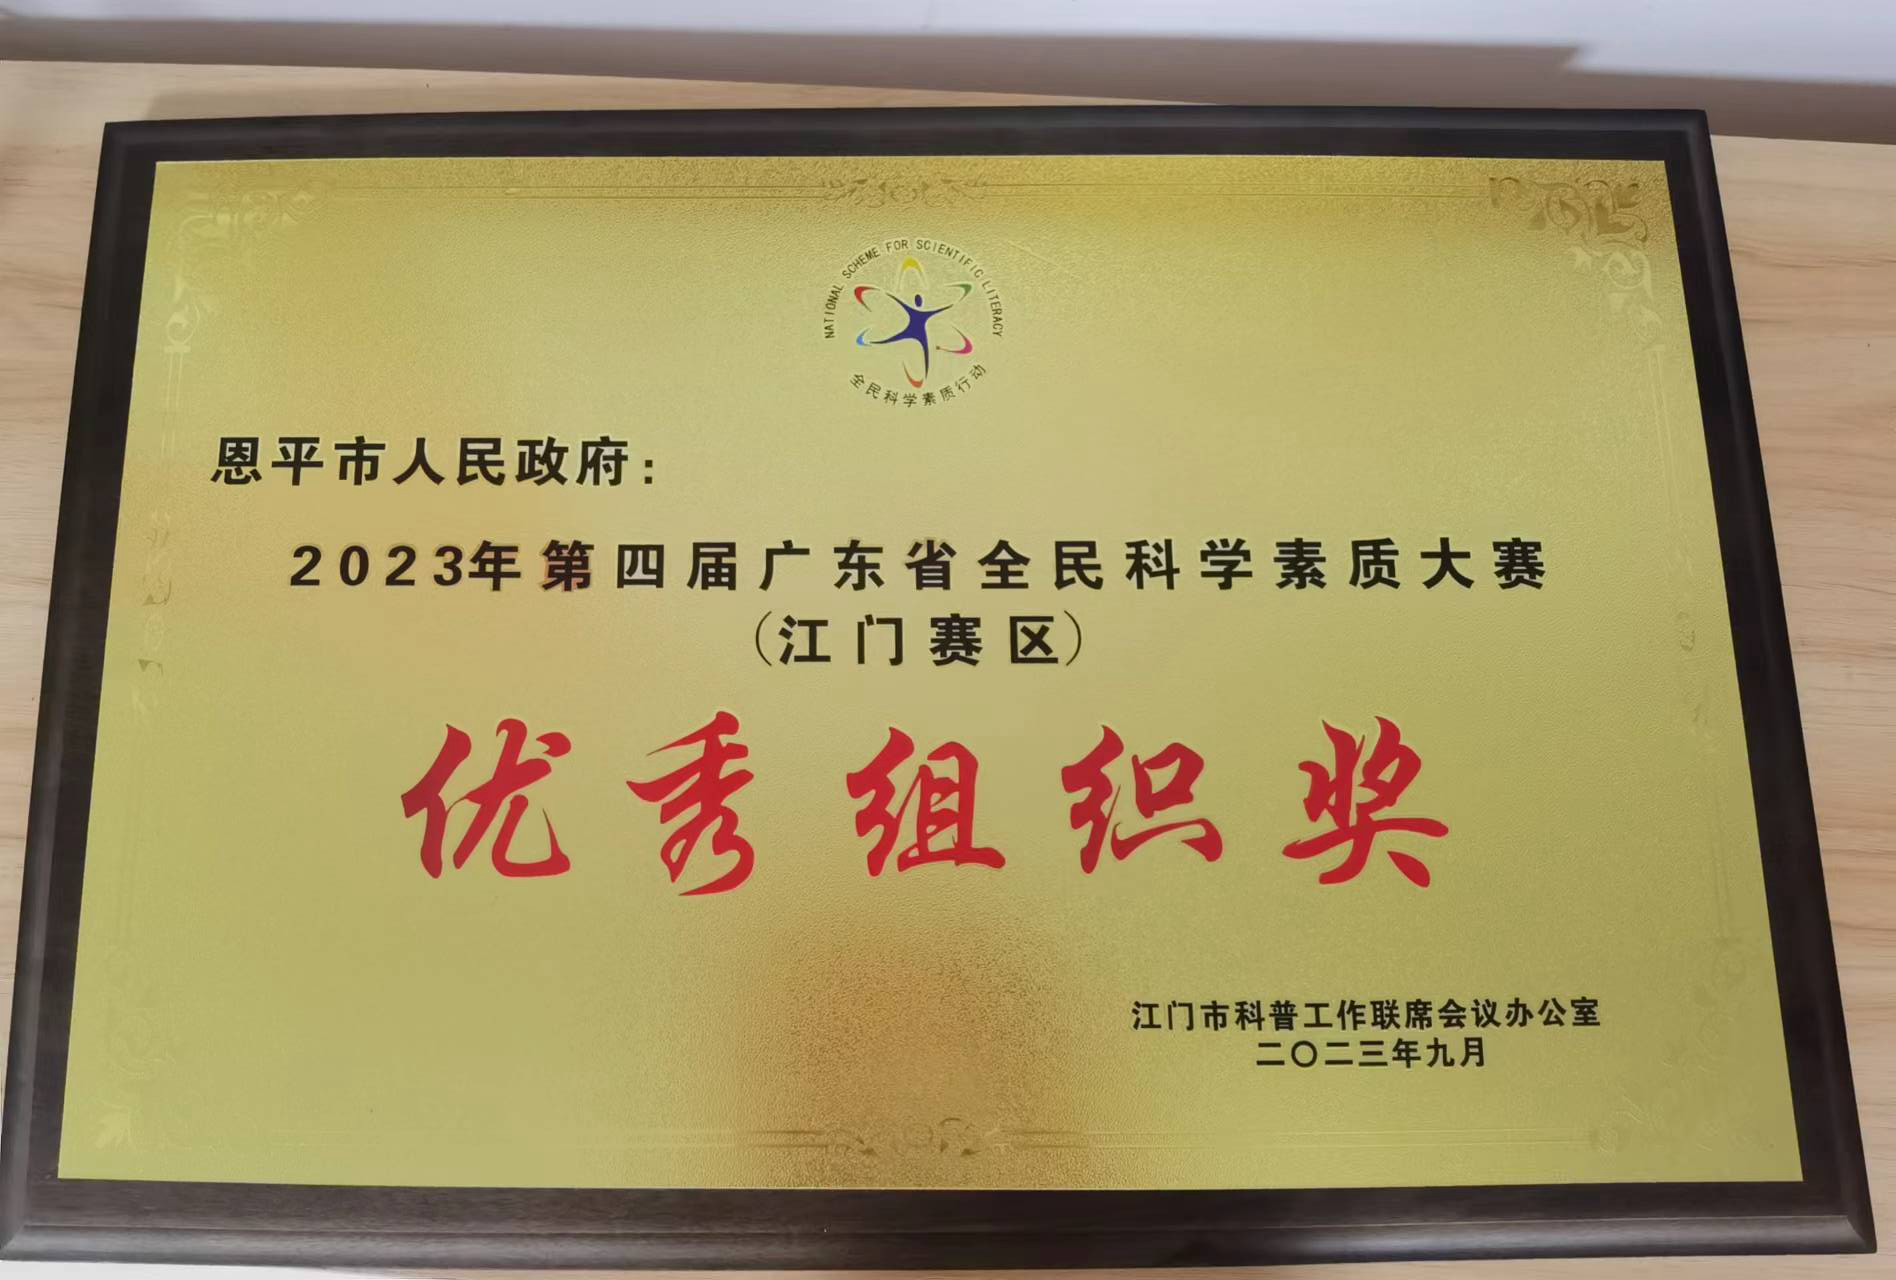 NATIONAL SCHEME FOR SCIENTIFIC LITERACY
全民科学素质行动
恩平市人民政府：
2023年第四届广东省全民科学素质大赛
（江门赛区）
优秀组织奖
江门市科普工作联席会议办公室
二〇二三年九月